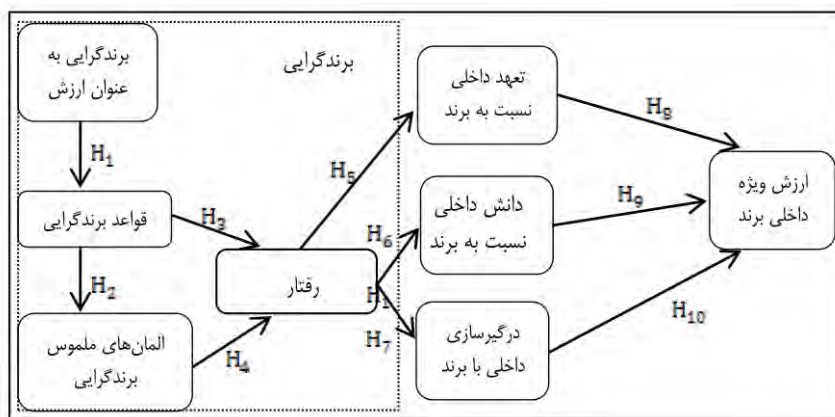 برندگرایی
برندگرایی به
عنوان ارزش
H1
قواعد برندگرایی
H2
المان‌های ملموس
برندگرایی
H3
H4
رفتار
H5
H6
H1
H7
تعهد داخلی
نسبت به برند
دانش داخلی
نسبت به برند
درگیرسازی
داخلی با برند
H8
H9
H10
ارزش ویژه
داخلی برند